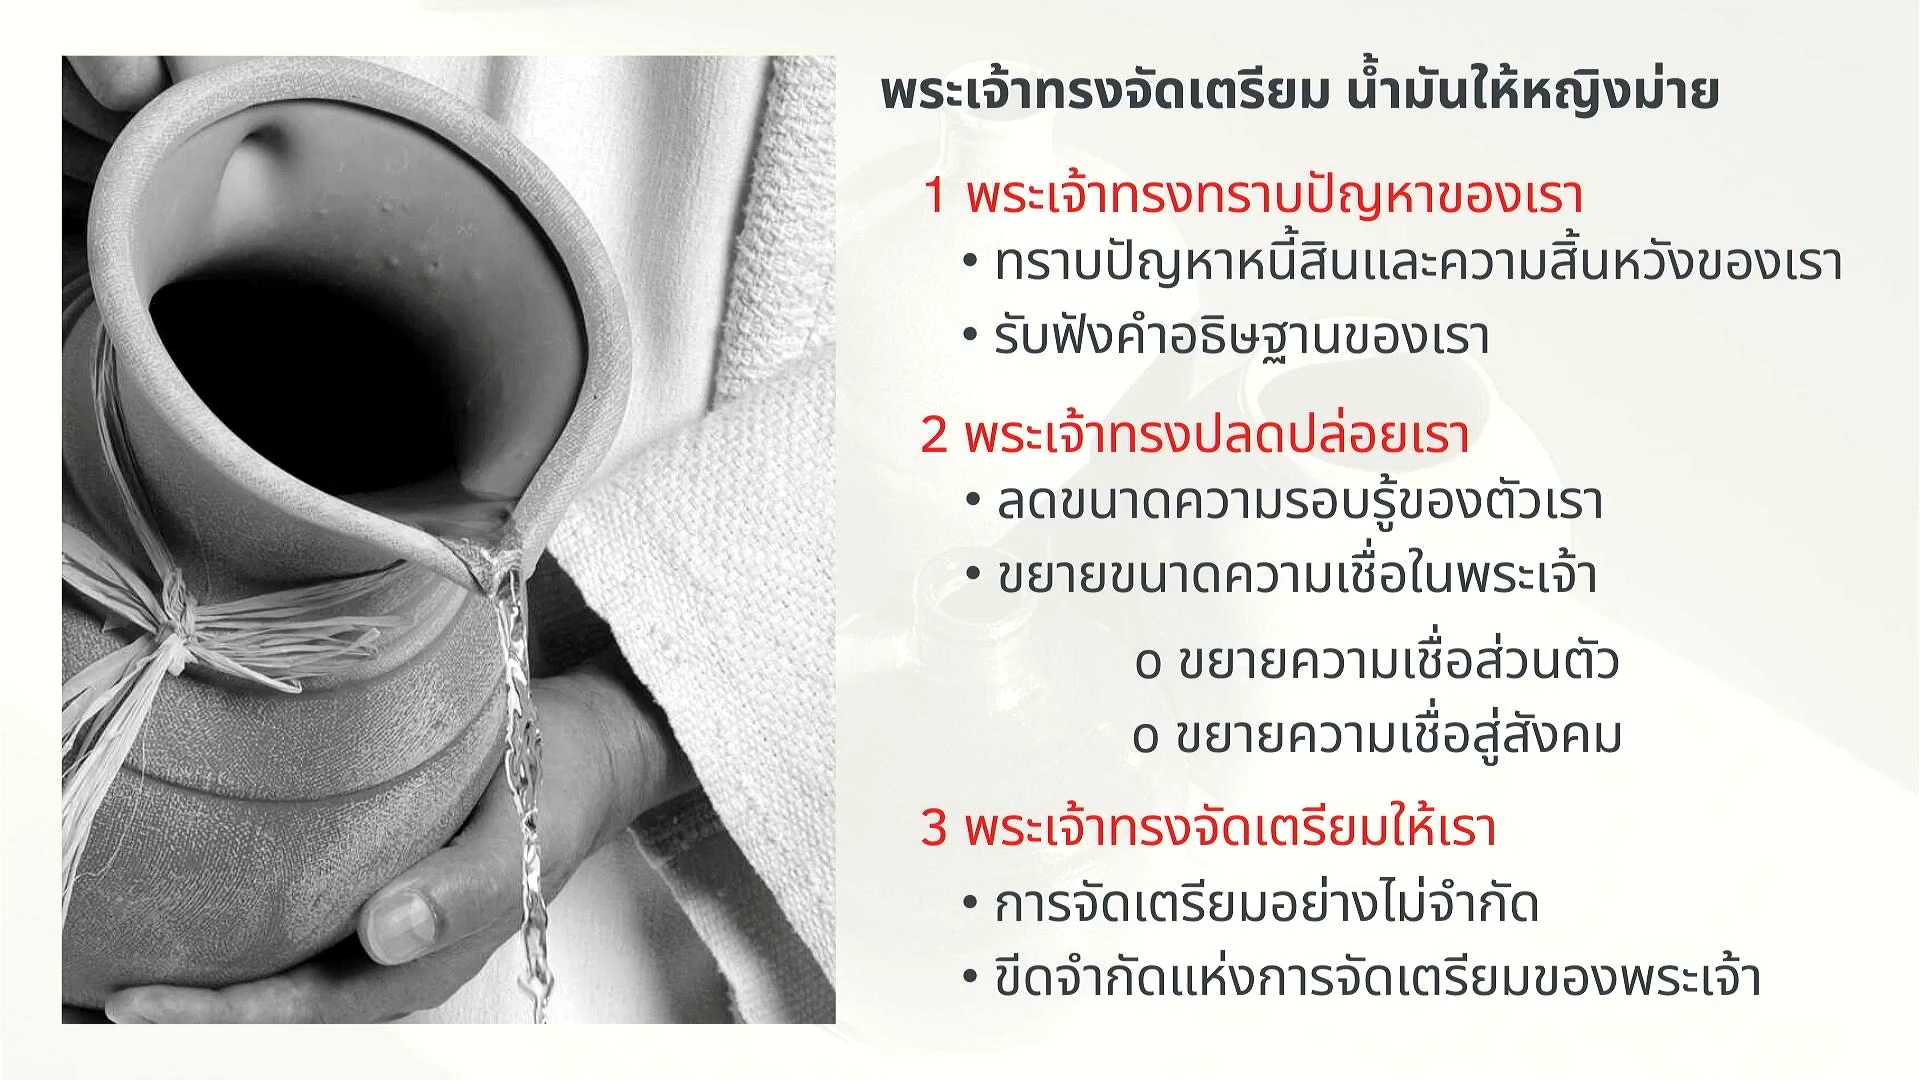 พระเจ้าทรงจัดเตรียม น้ำมันให้หญิงม่าย
1 พระเจ้าทรงทราบปัญหาของเรา
• ทราบปัญหาหนี้สินและความสิ้นหวังของเรา
• รับฟังคำอธิษฐานของเรา
2 พระเจ้าทรงปลดปล่อยเรา
• ลดขนาดความรอบรู้ของตัวเรา
• ขยายขนาดความเชื่อในพระเจ้า
o ขยายความเชื่อส่วนตัว
o ขยายความเชื่อสู่สังคม
3 พระเจ้าทรงจัดเตรียมให้เรา
• การจัดเตรียมอย่างไม่จำกัด
• ขีดจำกัดแห่งการจัดเตรียมของพระเจ้า